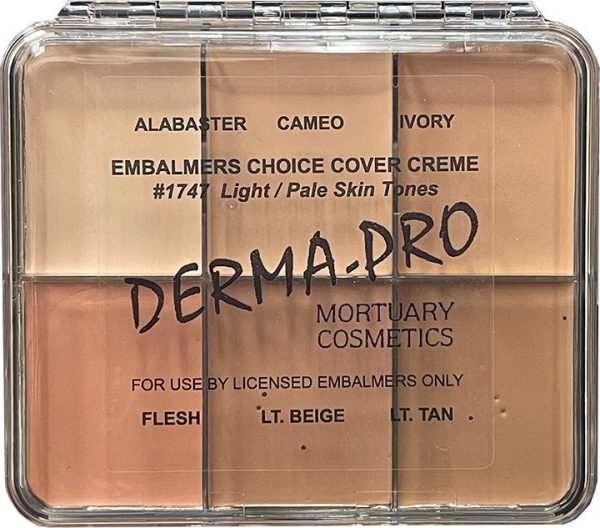 ALABASTER CAMEO IVORY
EMBALMERS CHOICE COVER CREME
#1747 Light / Pale Skin Tones
DERMA-PRO
MORTUARY
COSMETICS
FOR USE BY LICENSED EMBALMERS ONLY
FLESH LT. BEIGE LT. TAN